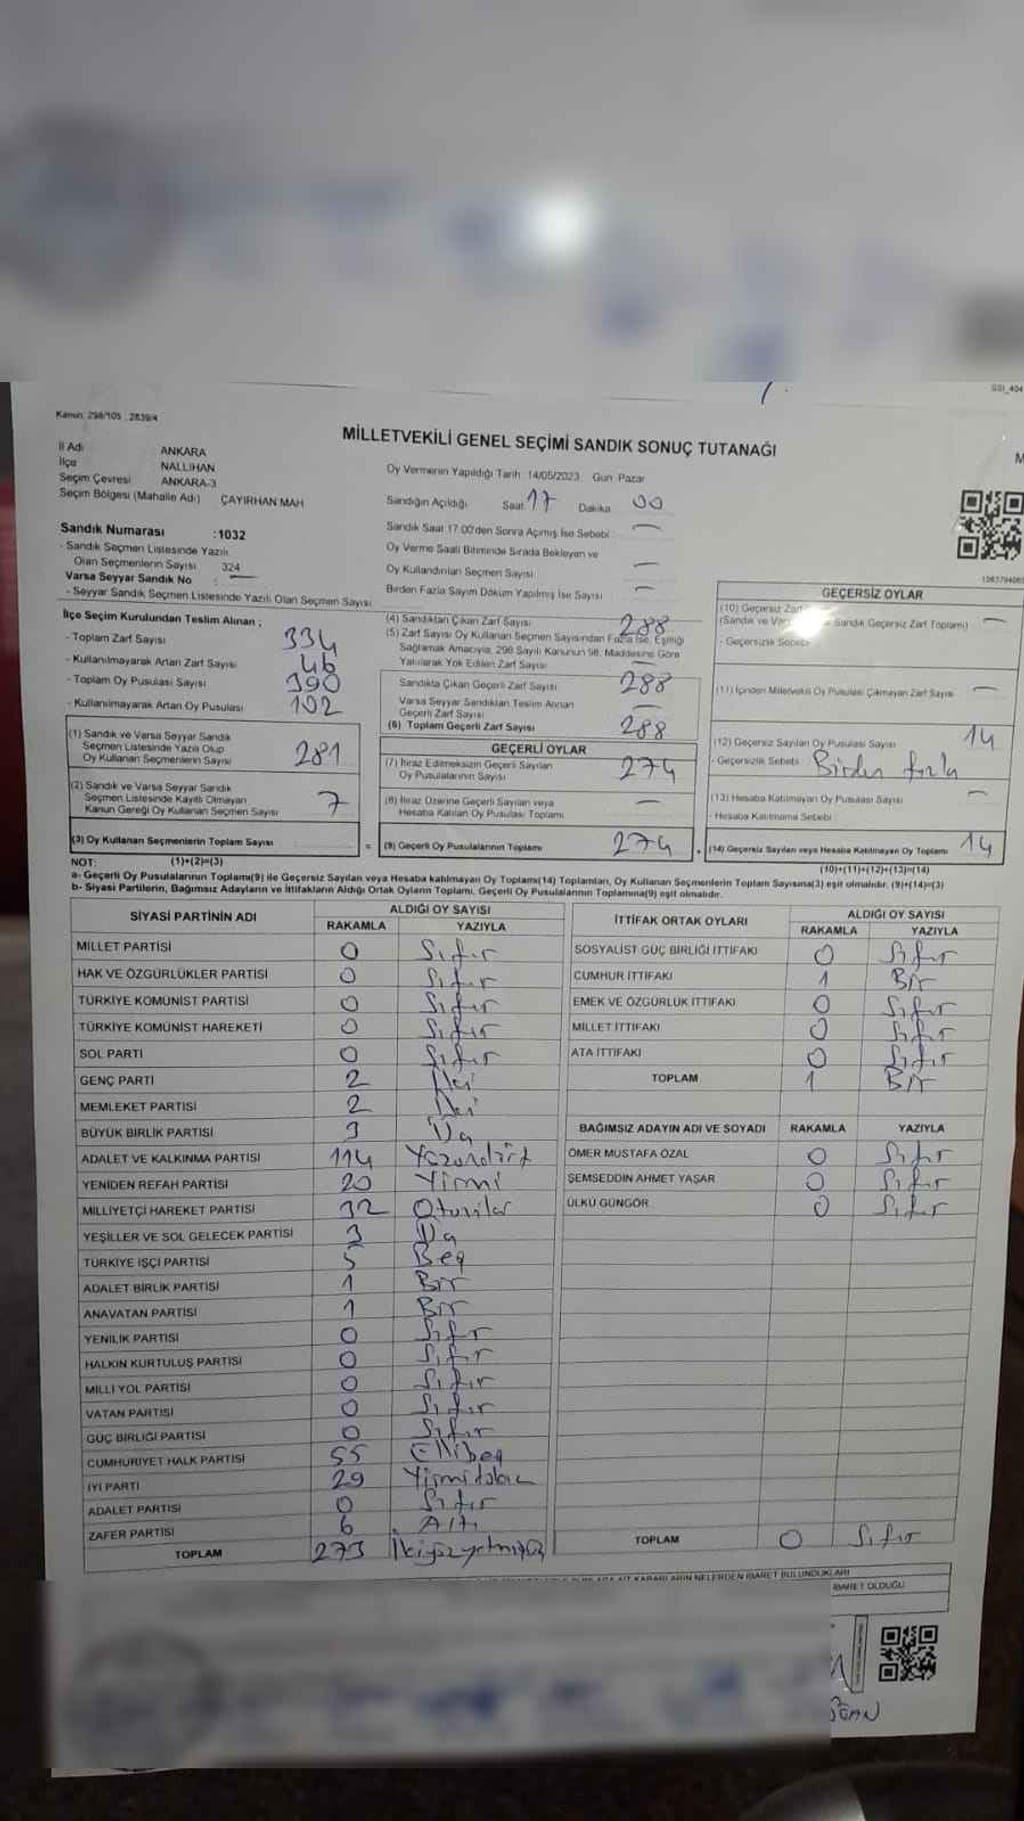 GSI_404
Kanun: 298/105 , 2839/4
MİLLETVEKİLİ GENEL SEÇİMİ SANDIK SONUÇ TUTANAĞI
İl Adı ANKARA
İlçe NALLIHAN
Seçim Çevresi ANKARA-3
Seçim Bölgesi (Mahalle Adı) ÇAYIRHAN MAH
Oy Vermenin Yapıldığı Tarih 14/05/2023 Gün Pazar
Sandığın Açıldığı Saat 17 Dakika 00
Sandık Saat 17.00'den Sonra Açılmış İse Sebebi
Oy Verme Saati Bitiminde Sırada Bekleyen ve
Oy Kullandırılan Seçmen Sayısı
Birden Fazla Sayım Döküm Yapılmış İse Sayısı
Sandık Numarası :1032
- Sandık Seçmen Listesinde Yazılı
Olan Seçmenlerin Sayısı 324
Varsa Seyyar Sandık No :
- Seyyar Sandık Seçmen Listesinde Yazılı Olan Seçmen Sayısı
İlçe Seçim Kurulundan Teslim Alınan ;
- Toplam Zarf Sayısı 334
- Kullanılmayarak Artan Zarf Sayısı 46
- Toplam Oy Pusulası Sayısı 390
- Kullanılmayarak Artan Oy Pusulası 102
(1) Sandık ve Varsa Seyyar Sandık
Seçmen Listesinde Yazılı Olup
Oy Kullanan Seçmenlerin Sayısı 281
(2) Sandık ve Varsa Seyyar Sandık
Seçmen Listesinde Kayıtlı Olmayan
Kanun Gereği Oy Kullanan Seçmen Sayısı 7
(3) Oy Kullanan Seçmenlerin Toplam Sayısı
(1)+(2)=(3)
(4) Sandıktan Çıkan Zarf Sayısı 288
(5) Zarf Sayısı Oy Kullanan Seçmen Sayısından Fazla İse, Eşitliği
Sağlamak Amacıyla, 298 Sayılı Kanunun 98. Maddesine Göre
Yakılarak Yok Edilen Zarf Sayısı
Sandıkta Çıkan Geçerli Zarf Sayısı 288
Varsa Seyyar Sandıktan Teslim Alınan
Geçerli Zarf Sayısı
(6) Toplam Geçerli Zarf Sayısı 288
GEÇERLİ OYLAR
(7) İtiraz Edilmeksizin Geçerli Sayılan
Oy Pusulalarının Sayısı 274
(8) İtiraz Üzerine Geçerli Sayılan veya
Hesaba Katılan Oy Pusulası Toplamı
= (9) Geçerli Oy Pusulalarının Toplamı 274
GEÇERSİZ OYLAR
(10) Geçersiz Zarf
(Sandık ve Var Sandık Geçersiz Zarf Toplamı)
- Geçersizlik Sebebi
(11) İçinden Milletvekili Oy Pusulası Çıkmayan Zarf Sayısı
(12) Geçersiz Sayılan Oy Pusulası Sayısı 14
- Geçersizlik Sebebi Birden fazla
(13) Hesaba Katılmayan Oy Pusulası Sayısı
Hesaba Katılmama Sebebi
+ (14) Geçersiz Sayılan veya Hesaba Katılmayan Oy Toplamı 14
(10)+(11)+(12)+(13)=(14)
NOT:
a- Geçerli Oy Pusulalarının Toplamı(9) ile Geçersiz Sayılan veya Hesaba katılmayan Oy Toplamı(14) Toplamları, Oy Kullanan Seçmenlerin Toplam Sayısına(3) eşit olmalıdır. (9)+(14)=(3)
b- Siyasi Partilerin, Bağımsız Adayların ve İttifakların Aldığı Ortak Oyların Toplamı, Geçerli Oy Pusulalarının Toplamına(9) eşit olmalıdır.
SİYASİ PARTİNİN ADI ALDIĞI OY SAYISI
RAKAMLA YAZIYLA
MİLLET PARTİSİ 0 Sıfır
HAK VE ÖZGÜRLÜKLER PARTİSİ 0 Sıfır
TÜRKİYE KOMÜNİST PARTİSİ 0 Sıfır
TÜRKİYE KOMÜNİST HAREKETİ 0 Sıfır
SOL PARTİ 0 Sıfır
GENÇ PARTİ 2 İki
MEMLEKET PARTİSİ 2 İki
BÜYÜK BİRLİK PARTİSİ 3 Üç
ADALET VE KALKINMA PARTİSİ 114 Yüzondört
YENİDEN REFAH PARTİSİ 20 Yirmi
MİLLİYETÇİ HAREKET PARTİSİ 32 Otuziki
YEŞİLLER VE SOL GELECEK PARTİSİ 3 Üç
TÜRKİYE İŞÇİ PARTİSİ 5 Beş
ADALET BİRLİK PARTİSİ 1 Bir
ANAVATAN PARTİSİ 1 Bir
YENİLİK PARTİSİ 0 Sıfır
HALKIN KURTULUŞ PARTİSİ 0 Sıfır
MİLLİ YOL PARTİSİ 0 Sıfır
VATAN PARTİSİ 0 Sıfır
GÜÇ BİRLİĞİ PARTİSİ 0 Sıfır
CUMHURİYET HALK PARTİSİ 55 Ellibeş
İYİ PARTİ 29 Yirmidokuz
ADALET PARTİSİ 0 Sıfır
ZAFER PARTİSİ 6 Altı
TOPLAM 273 İkiyüzyetmişüç
İTTİFAK ORTAK OYLARI ALDIĞI OY SAYISI
RAKAMLA YAZIYLA
SOSYALİST GÜÇ BİRLİĞİ İTTİFAKI 0 Sıfır
CUMHUR İTTİFAKI 1 Bir
EMEK VE ÖZGÜRLÜK İTTİFAKI 0 Sıfır
MİLLET İTTİFAKI 0 Sıfır
ATA İTTİFAKI 0 Sıfır
TOPLAM 1 Bir
BAĞIMSIZ ADAYIN ADI VE SOYADI RAKAMLA YAZIYLA
ÖMER MUSTAFA ÖZAL 0 Sıfır
ŞEMSEDDİN AHMET YAŞAR 0 Sıfır
ÜLKÜ GÜNGÖR 0 Sıfır
TOPLAM 0 Sıfır
KARARLARIN NELERDEN İBARET BULUNDUKLARI
İBARET OLDUĞU